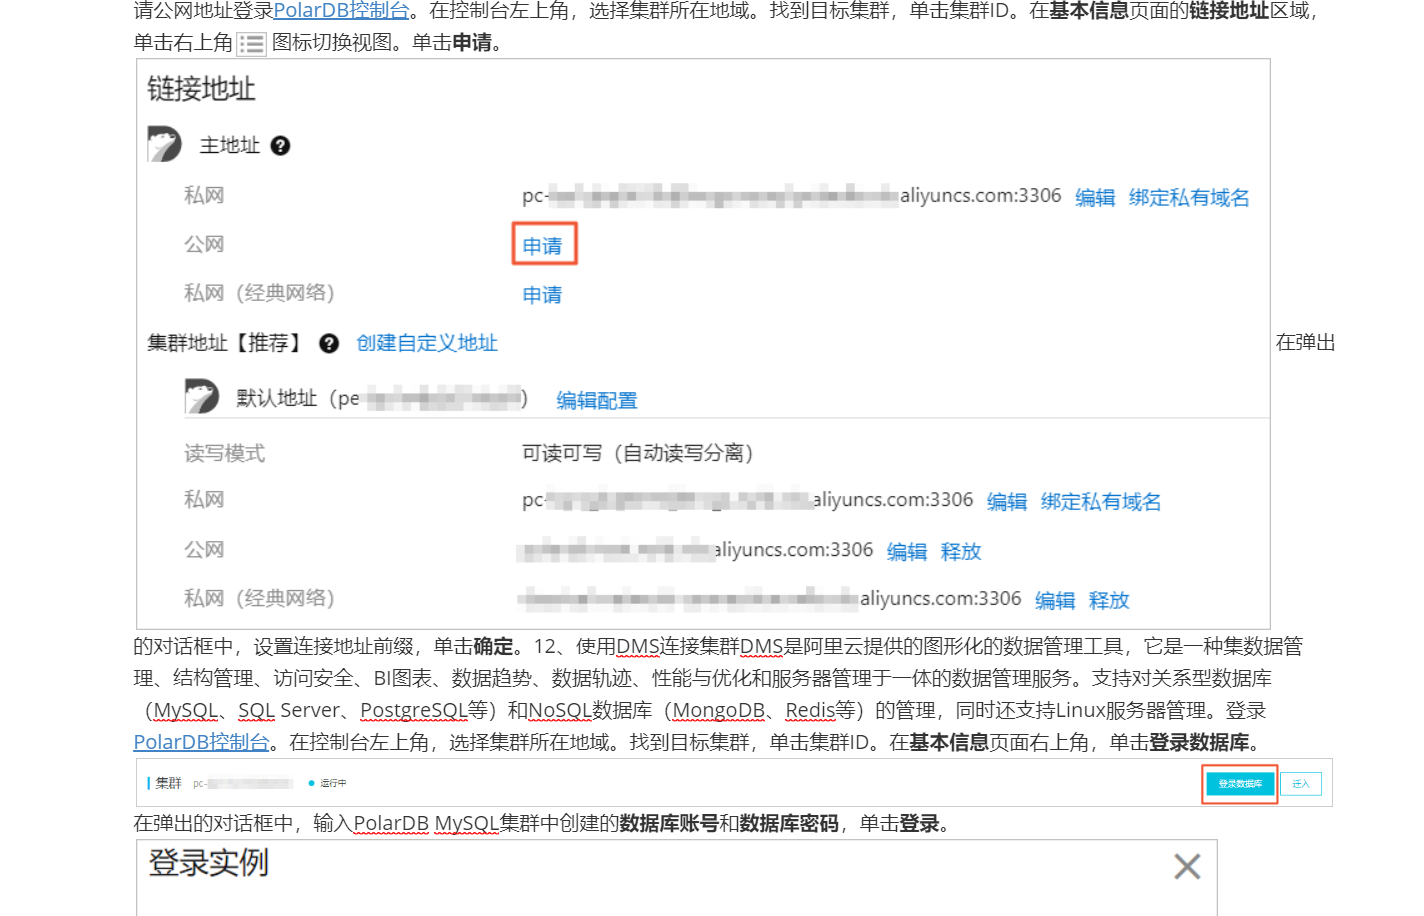 请公网地址登录PolarDB控制台。在控制台左上角，选择集群所在地域。找到目标集群，单击集群ID。在基本信息页面的链接地址区域，
单击右上角 图标切换视图。单击申请。
链接地址
主地址
私网 pc- aliyuncs.com:3306 编辑 绑定私有域名
公网 申请
私网（经典网络） 申请
集群地址【推荐】 创建自定义地址
在弹出
默认地址（pe ） 编辑配置
读写模式 可读可写（自动读写分离）
私网 pc- aliyuncs.com:3306 编辑 绑定私有域名
公网 aliyuncs.com:3306 编辑 释放
私网（经典网络） aliyuncs.com:3306 编辑 释放
的对话框中，设置连接地址前缀，单击确定。12、使用DMS连接集群DMS是阿里云提供的图形化的数据管理工具，它是一种集数据管
理、结构管理、访问安全、BI图表、数据趋势、数据轨迹、性能与优化和服务器管理于一体的数据管理服务。支持对关系型数据库
（MySQL、SQL Server、PostgreSQL等）和NoSQL数据库（MongoDB、Redis等）的管理，同时还支持Linux服务器管理。登录
PolarDB控制台。在控制台左上角，选择集群所在地域。找到目标集群，单击集群ID。在基本信息页面右上角，单击登录数据库。
集群 pc- 运行中 登录数据库 迁入
在弹出的对话框中，输入PolarDB MySQL集群中创建的数据库账号和数据库密码，单击登录。
登录实例